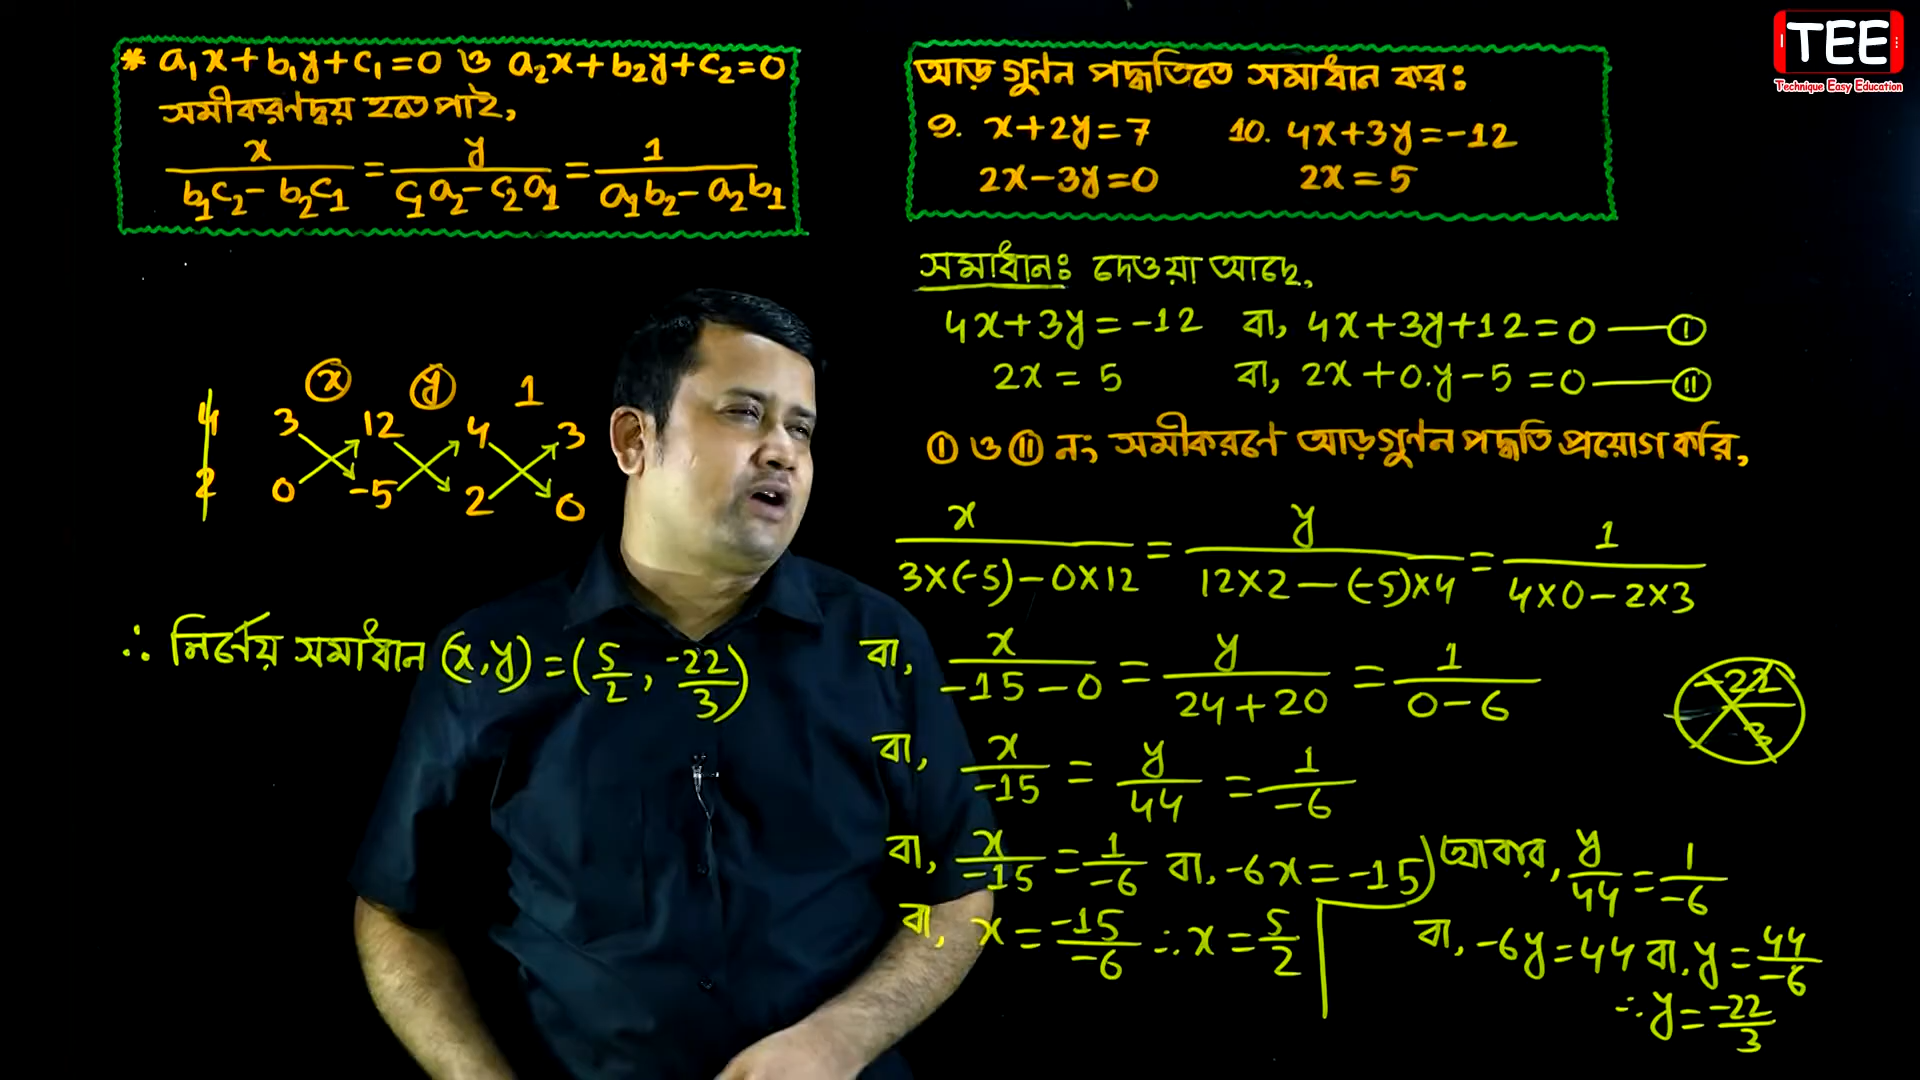 * a₁x+b₁y+c₁=0 ও a₂x+b₂y+c₂=0
সমীকরণদ্বয় হতে পাই,
x/(b₁c₂-b₂c₁) = y/(c₁a₂-c₂a₁) = 1/(a₁b₂-a₂b₁)
আড় গুণন পদ্ধতিতে সমাধান কর:
9. x+2y=7 10. 4x+3y=-12
2x-3y=0 2x=5
TEE
Technique Easy Education
সমাধান: দেওয়া আছে,
4x+3y=-12 বা, 4x+3y+12=0 — (I)
2x = 5 বা, 2x+0.y-5=0 — (II)
(I) ও (II) নং সমীকরণে আড়গুণন পদ্ধতি প্রয়োগ করি,
x/(3×(-5)-0×12) = y/(12×2-(-5)×4) = 1/(4×0-2×3)
বা, x/(-15-0) = y/(24+20) = 1/(0-6)
-22/3
বা, x/-15 = y/44 = 1/-6
বা, x/-15 = 1/-6 বা, -6x=-15
বা, x = -15/-6 ∴ x = 5/2
আবার, y/44 = 1/-6
বা, -6y=44 বা, y = 44/-6
∴ y = -22/3
x y 1
4 3 12 4 3
2 0 -5 2 0
∴ নির্ণেয় সমাধান (x,y)=(5/2, -22/3)